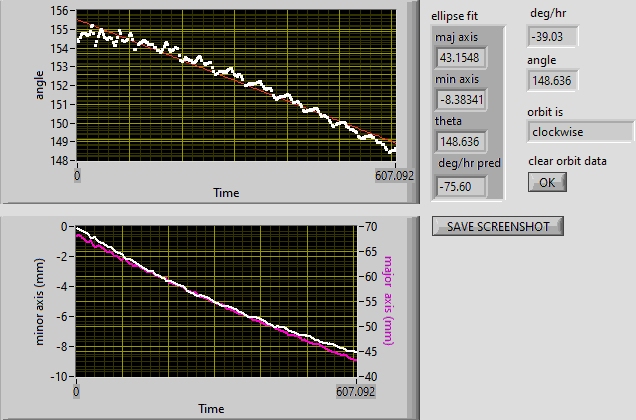 156
155
154
153
152
151
150
149
148
angle
0
607.092
Time
ellipse fit
maj axis
43.1548
min axis
-8.38341
theta
148.636
deg/hr pred
-75.60
deg/hr
-39.03
angle
148.636
orbit is
clockwise
clear orbit data
OK
SAVE SCREENSHOT
0
-2
-4
-6
-8
-10
minor axis (mm)
70
65
60
55
50
45
40
major axis (mm)
0
607.092
Time